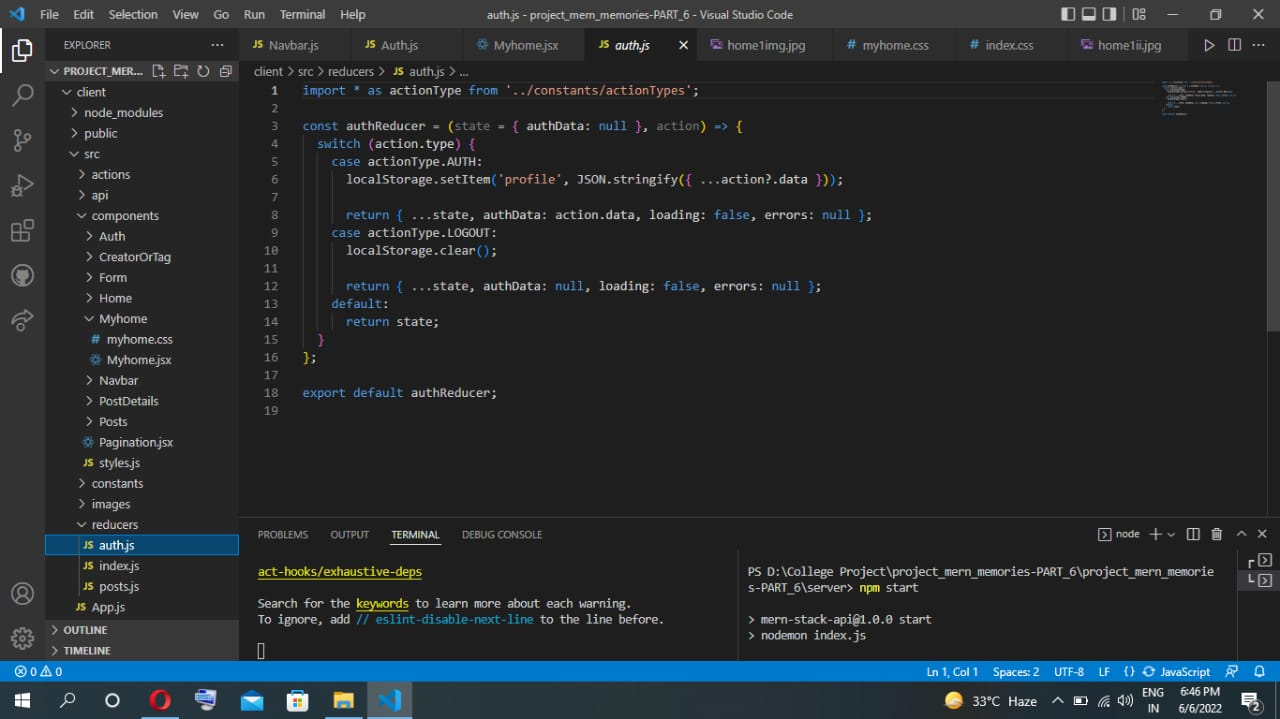 File Edit Selection View Go Run Terminal Help
auth.js - project_mern_memories-PART_6 - Visual Studio Code
EXPLORER
Navbar.js
Auth.js
Myhome.jsx
auth.js
home1img.jpg
myhome.css
index.css
home1ii.jpg
PROJECT_MER...
client > src > reducers > JS auth.js > ...
client
node_modules
public
src
actions
api
components
Auth
CreatorOrTag
Form
Home
Myhome
myhome.css
Myhome.jsx
Navbar
PostDetails
Posts
Pagination.jsx
styles.js
constants
images
reducers
auth.js
index.js
posts.js
App.js
OUTLINE
TIMELINE
1 import * as actionType from '../constants/actionTypes';
2
3 const authReducer = (state = { authData: null }, action) => {
4 switch (action.type) {
5 case actionType.AUTH:
6 localStorage.setItem('profile', JSON.stringify({ ...action?.data }));
7
8 return { ...state, authData: action.data, loading: false, errors: null };
9 case actionType.LOGOUT:
10 localStorage.clear();
11
12 return { ...state, authData: null, loading: false, errors: null };
13 default:
14 return state;
15 }
16 };
17
18 export default authReducer;
19
PROBLEMS OUTPUT TERMINAL DEBUG CONSOLE
node
act-hooks/exhaustive-deps
Search for the keywords to learn more about each warning.
To ignore, add // eslint-disable-next-line to the line before.
PS D:\College Project\project_mern_memories-PART_6\project_mern_memorie
s-PART_6\server> npm start
> mern-stack-api@1.0.0 start
> nodemon index.js
0 0
Ln 1, Col 1 Spaces: 2 UTF-8 LF {} JavaScript
33°C Haze
ENG
IN
6:46 PM
6/6/2022
2